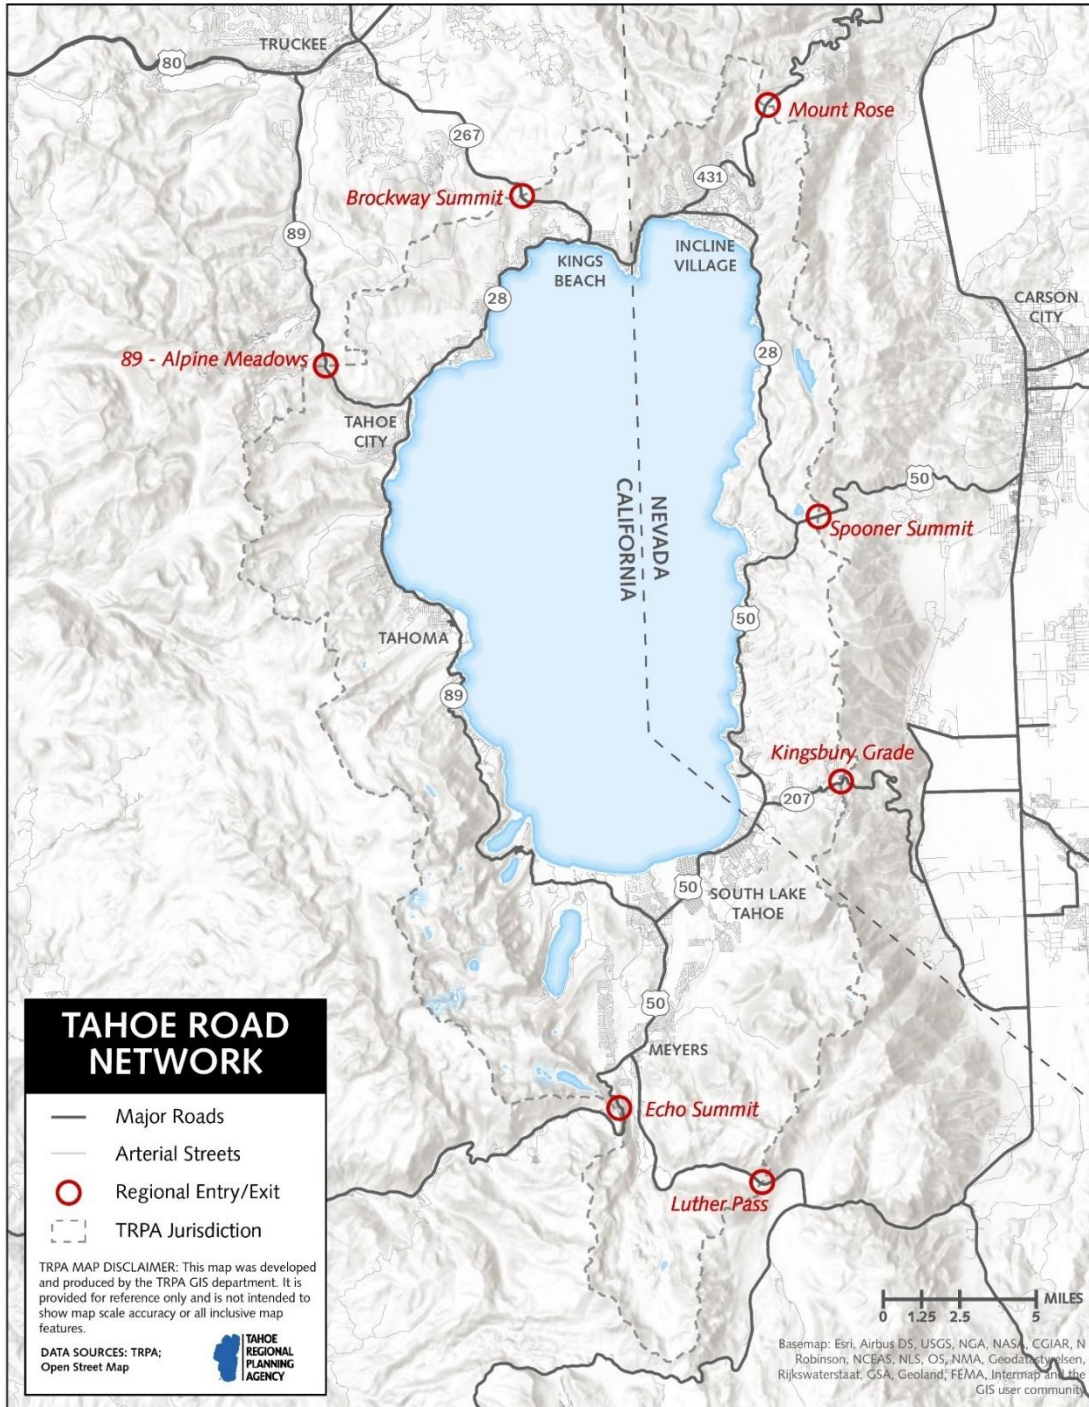 TRUCKEE
80
Mount Rose
267
431
Brockway Summit
89
KINGS
BEACH
INCLINE
VILLAGE
28
CARSON
CITY
89 - Alpine Meadows
28
TAHOE
CITY
50
NEVADA
CALIFORNIA
Spooner Summit
50
TAHOMA
89
Kingsbury Grade
207
50
SOUTH LAKE
TAHOE
50
MEYERS
Echo Summit
Luther Pass
TAHOE ROAD
NETWORK
Major Roads
Arterial Streets
Regional Entry/Exit
TRPA Jurisdiction
TRPA MAP DISCLAIMER: This map was developed
and produced by the TRPA GIS department. It is
provided for reference only and is not intended to
show map scale accuracy or all inclusive map
features.
DATA SOURCES: TRPA;
Open Street Map
TAHOE
REGIONAL
PLANNING
AGENCY
MILES
0 1.25 2.5 5
Basemap: Esri, Airbus DS, USGS, NGA, NASA, CGIAR, N
Robinson, NCEAS, NLS, OS, NMA, Geodatastyrelsen,
Rijkswaterstaat, GSA, Geoland, FEMA, Intermap and the
GIS user community